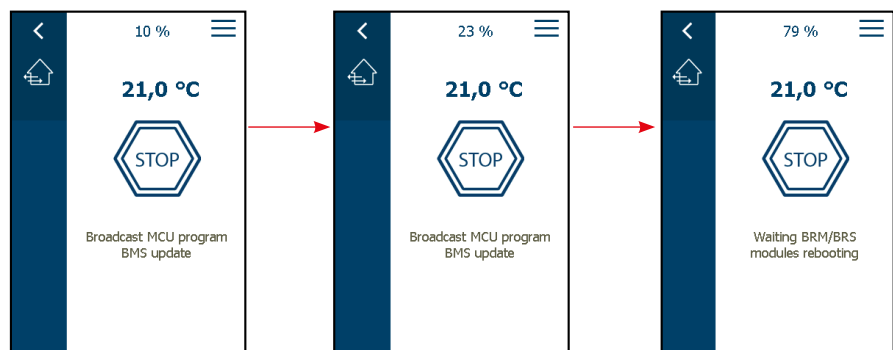 10 %
21,0 °C
STOP
Broadcast MCU program
BMS update
23 %
21,0 °C
STOP
Broadcast MCU program
BMS update
79 %
21,0 °C
STOP
Waiting BRM/BRS
modules rebooting